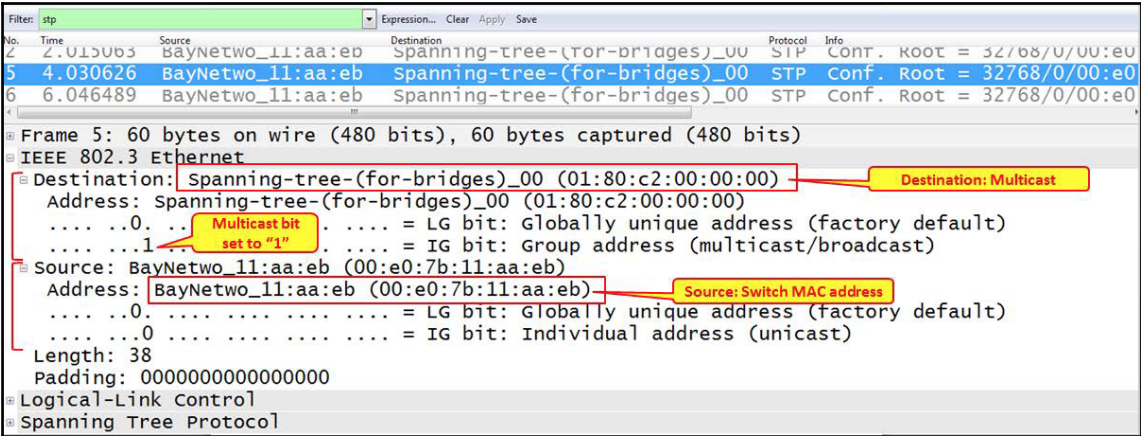 Filter: stp Expression... Clear Apply Save
No. Time Source Destination Protocol Info
2 2.015063 BayNetwo_11:aa:eb Spanning-tree-(for-bridges)_00 STP Conf. Root = 32768/0/00:e0
5 4.030626 BayNetwo_11:aa:eb Spanning-tree-(for-bridges)_00 STP Conf. Root = 32768/0/00:e0
6 6.046489 BayNetwo_11:aa:eb Spanning-tree-(for-bridges)_00 STP Conf. Root = 32768/0/00:e0
Frame 5: 60 bytes on wire (480 bits), 60 bytes captured (480 bits)
IEEE 802.3 Ethernet
Destination: Spanning-tree-(for-bridges)_00 (01:80:c2:00:00:00) Destination: Multicast
Address: Spanning-tree-(for-bridges)_00 (01:80:c2:00:00:00)
.... ..0. .. Multicast bit . .... = LG bit: Globally unique address (factory default)
.... ...1 set to “1” . .... = IG bit: Group address (multicast/broadcast)
Source: BayNetwo_11:aa:eb (00:e0:7b:11:aa:eb)
Address: BayNetwo_11:aa:eb (00:e0:7b:11:aa:eb) Source: Switch MAC address
.... ..0. .... .... .... .... = LG bit: Globally unique address (factory default)
.... ...0 .... .... .... .... = IG bit: Individual address (unicast)
Length: 38
Padding: 0000000000000000
Logical-Link Control
Spanning Tree Protocol